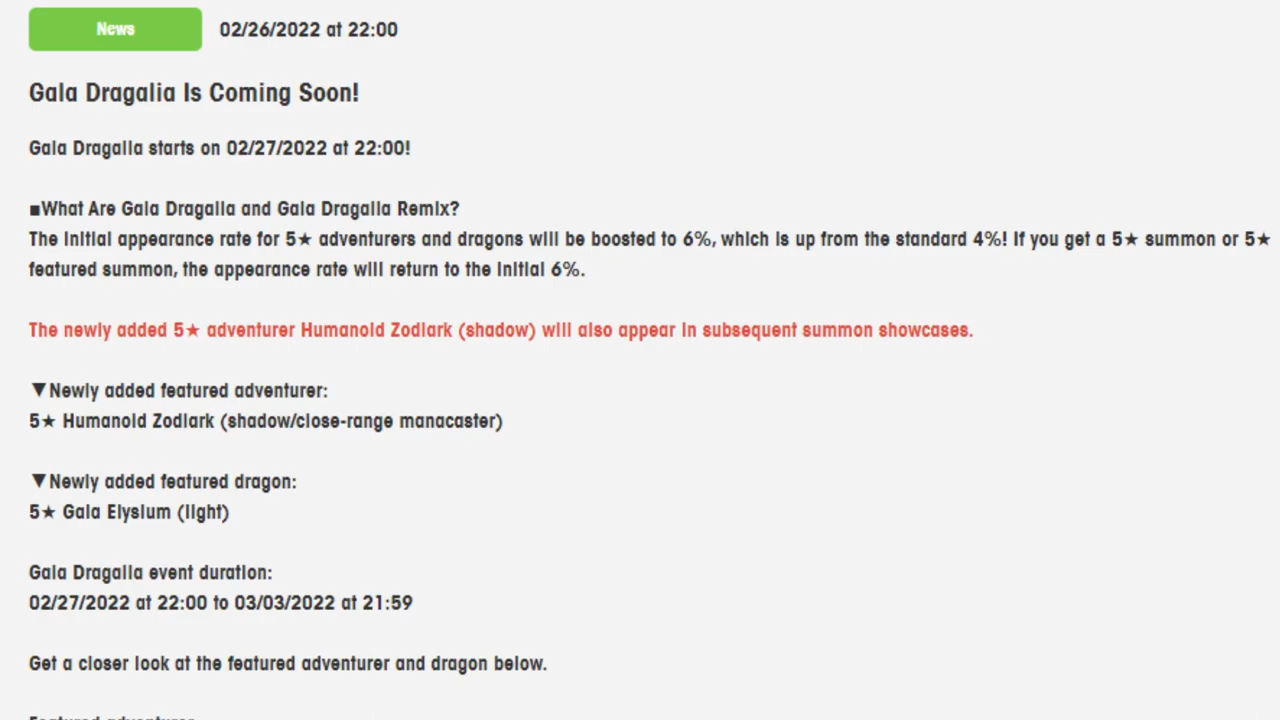 News
02/26/2022 at 22:00
Gala Dragalia Is Coming Soon!
Gala Dragalia starts on 02/27/2022 at 22:00!
■What Are Gala Dragalia and Gala Dragalia Remix?
The initial appearance rate for 5★ adventurers and dragons will be boosted to 6%, which is up from the standard 4%! If you get a 5★ summon or 5★
featured summon, the appearance rate will return to the initial 6%.
The newly added 5★ adventurer Humanoid Zodiark (shadow) will also appear in subsequent summon showcases.
▼Newly added featured adventurer:
5★ Humanoid Zodiark (shadow/close-range manacaster)
▼Newly added featured dragon:
5★ Gala Elysium (light)
Gala Dragalia event duration:
02/27/2022 at 22:00 to 03/03/2022 at 21:59
Get a closer look at the featured adventurer and dragon below.
Featured adventurer